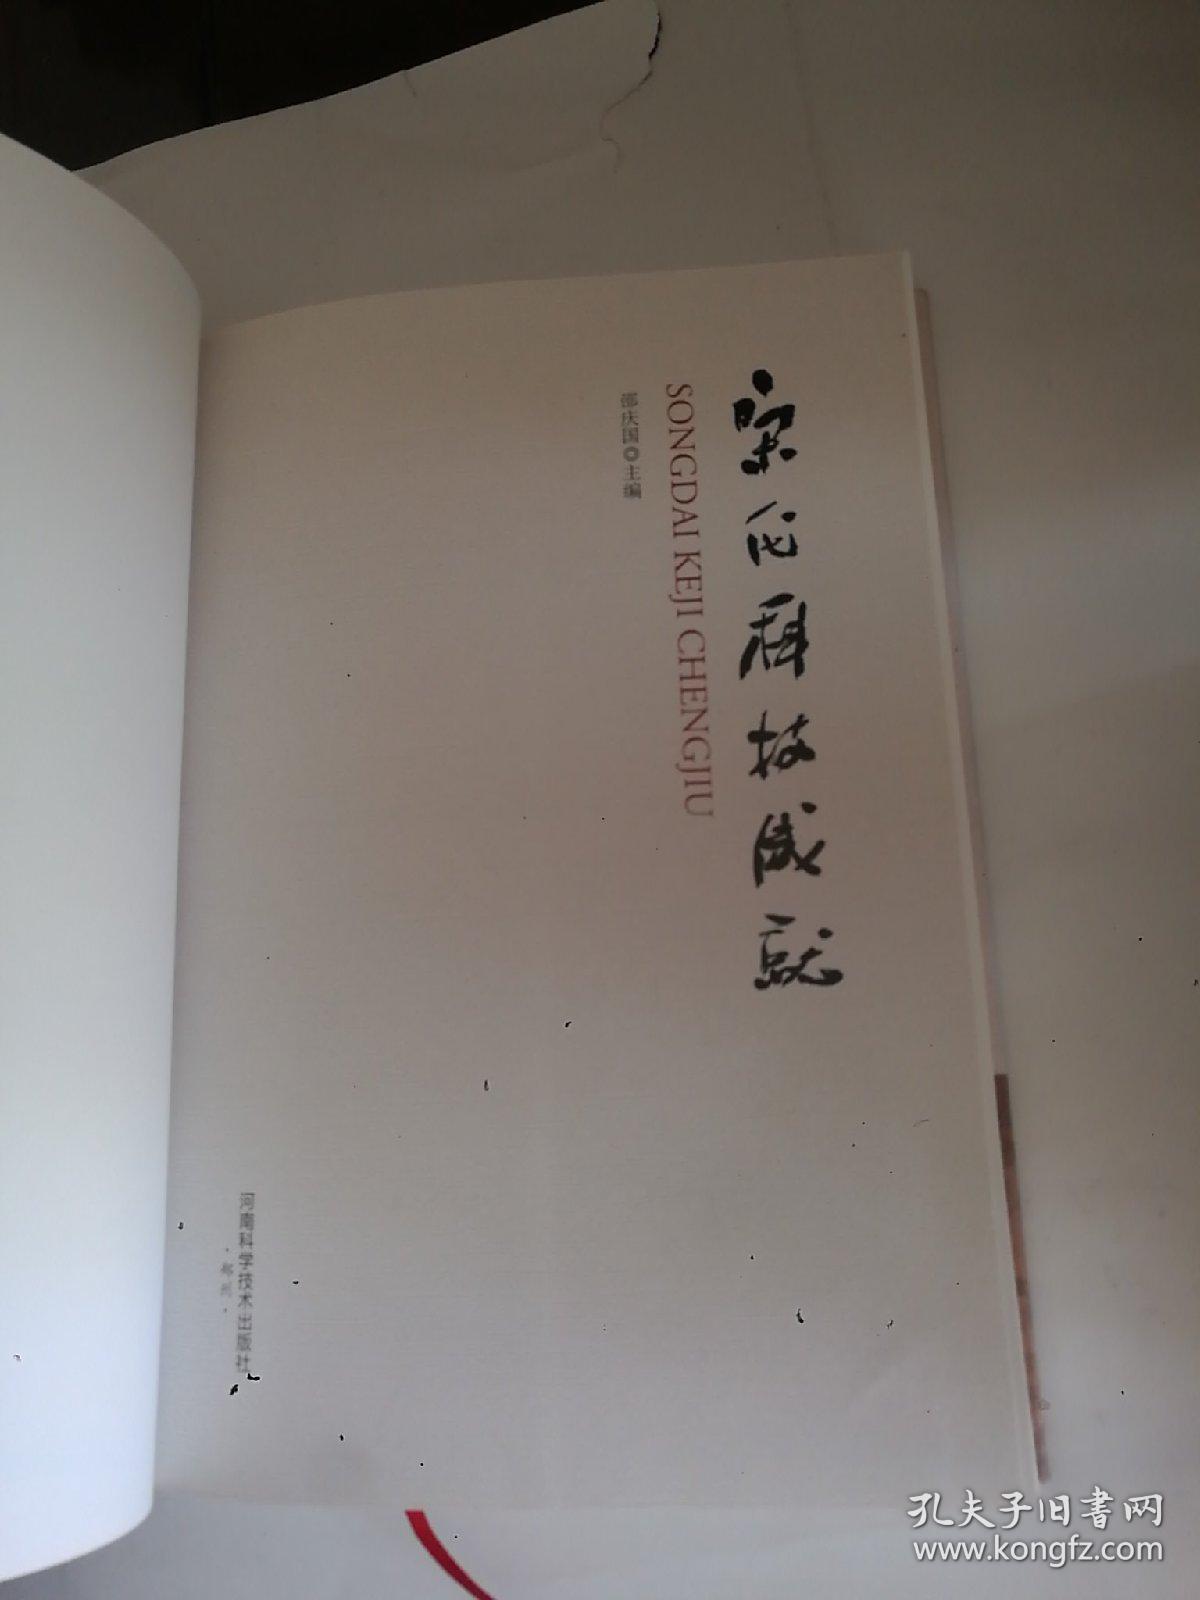 宋代科技成就
SONGDAI KEJI CHENGJIU
邵庆国 主编
河南科学技术出版社
·郑州·
孔夫子旧书网
www.kongfz.com